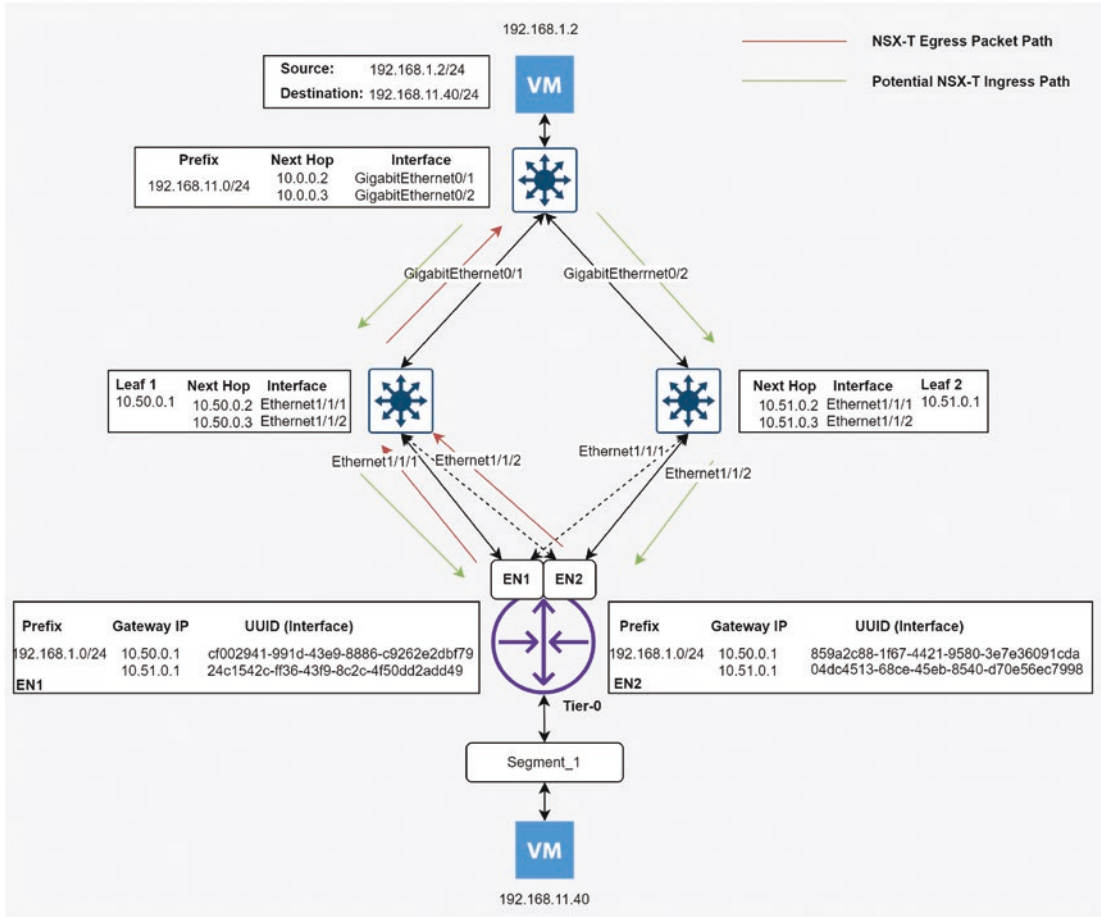 192.168.1.2
NSX-T Egress Packet Path
Potential NSX-T Ingress Path
Source: 192.168.1.2/24
Destination: 192.168.11.40/24
VM
Prefix Next Hop Interface
192.168.11.0/24 10.0.0.2 GigabitEthernet0/1
10.0.0.3 GigabitEthernet0/2
GigabitEthernet0/1
GigabitEtherrnet0/2
Leaf 1 Next Hop Interface
10.50.0.1 10.50.0.2 Ethernet1/1/1
10.50.0.3 Ethernet1/1/2
Next Hop Interface Leaf 2
10.51.0.2 Ethernet1/1/1 10.51.0.1
10.51.0.3 Ethernet1/1/2
Ethernet1/1/1
Ethernet1/1/2
Ethernet1/1/1
Ethernet1/1/2
EN1 EN2
Prefix Gateway IP UUID (Interface)
192.168.1.0/24 10.50.0.1 cf002941-991d-43e9-8886-c9262e2dbf79
10.51.0.1 24c1542c-ff36-43f9-8c2c-4f50dd2add49
EN1
Prefix Gateway IP UUID (Interface)
192.168.1.0/24 10.50.0.1 859a2c88-1f67-4421-9580-3e7e36091cda
10.51.0.1 04dc4513-68ce-45eb-8540-d70e56ec7998
EN2
Tier-0
Segment_1
VM
192.168.11.40